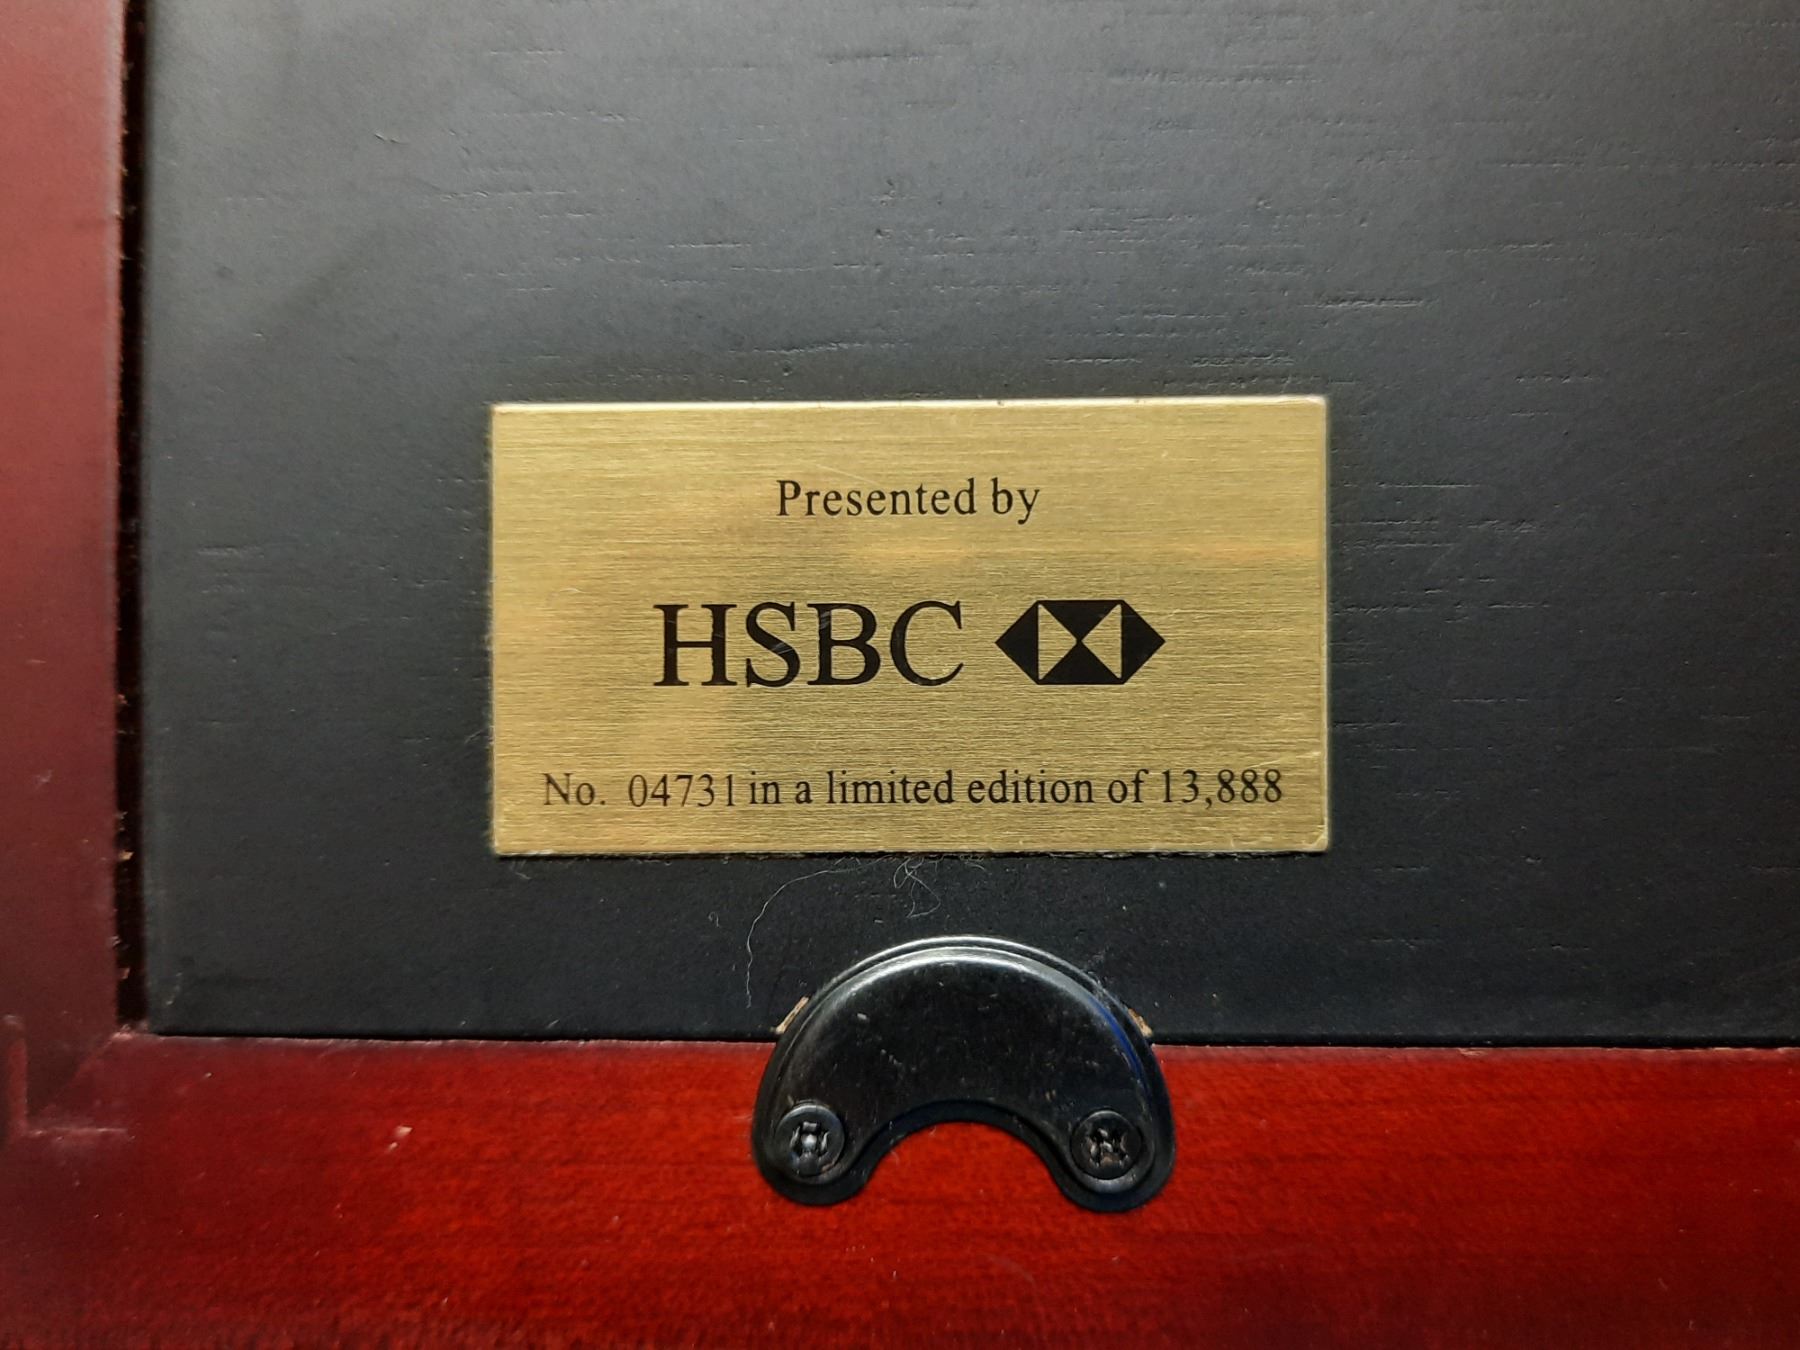 Presented by
HSBC
No. 04731 in a limited edition of 13,888